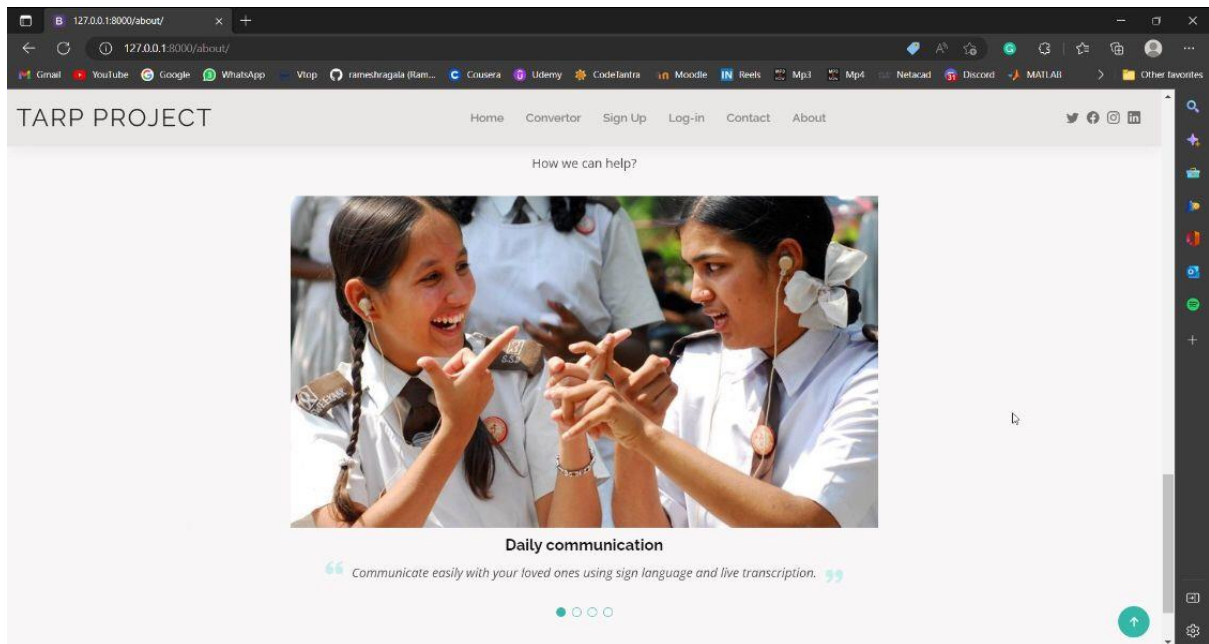 B 127.0.0.1:8000/about/
127.0.0.1:8000/about/
Gmail YouTube Google WhatsApp Vtop rameshragala (Ram... Cousera Udemy CodeTantra Moodle IN Reels Mp3 Mp4 Netacad Discord MATLAB Other favorites
TARP PROJECT
Home Convertor Sign Up Log-in Contact About
How we can help?
S.S.P
Daily communication
“ Communicate easily with your loved ones using sign language and live transcription. ”